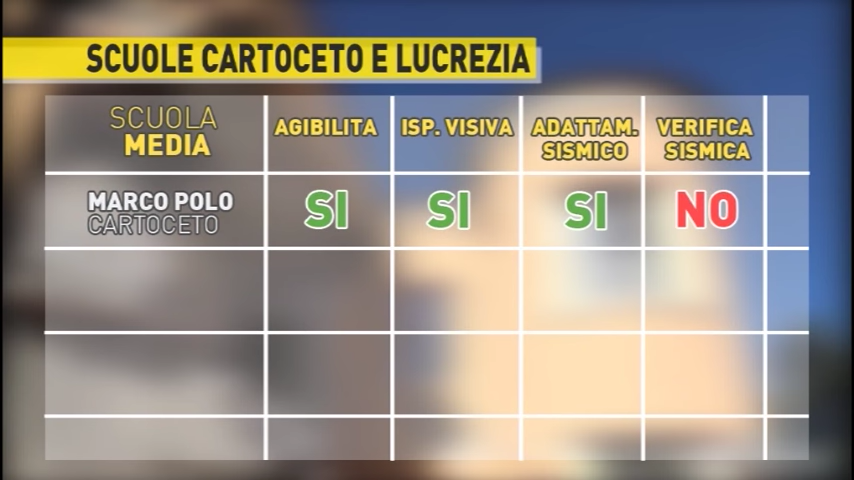 SCUOLE CARTOCETO E LUCREZIA
SCUOLA
MEDIA
AGIBILITA
ISP. VISIVA
ADATTAM.
SISMICO
VERIFICA
SISMICA
MARCO POLO
CARTOCETO
SI
SI
SI
NO